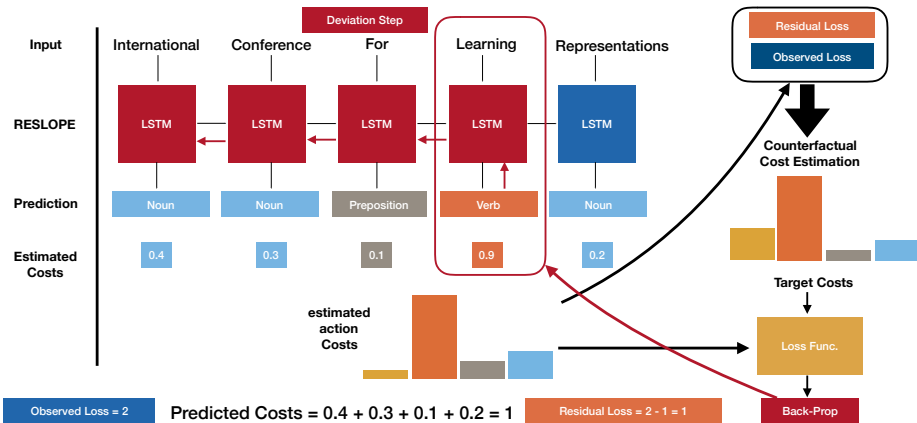 Deviation Step
Input
International
Conference
For
Learning
Representations
RESLOPE
LSTM
LSTM
LSTM
LSTM
LSTM
Prediction
Noun
Noun
Preposition
Verb
Noun
Estimated
Costs
0.4
0.3
0.1
0.9
0.2
Residual Loss
Observed Loss
Counterfactual
Cost Estimation
Target Costs
estimated
action
Costs
Loss Func.
Observed Loss = 2
Predicted Costs = 0.4 + 0.3 + 0.1 + 0.2 = 1
Residual Loss = 2 - 1 = 1
Back-Prop